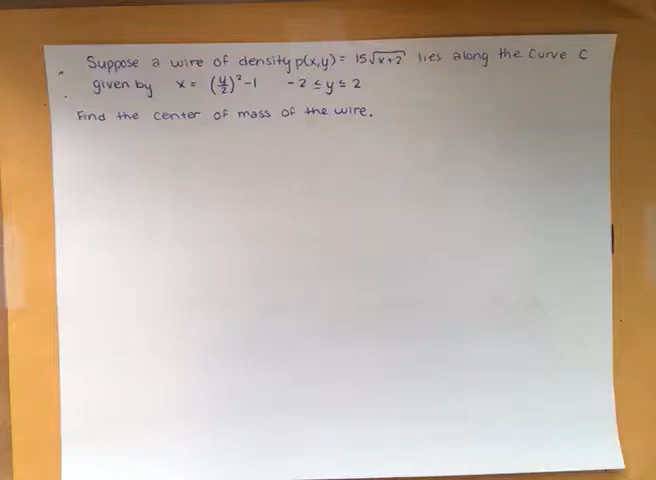 Suppose a wire of density p(x,y) = 15√x+2 lies along the curve C
given by x = (y/2)² - 1 -2 ≤ y ≤ 2
Find the center of mass of the wire.